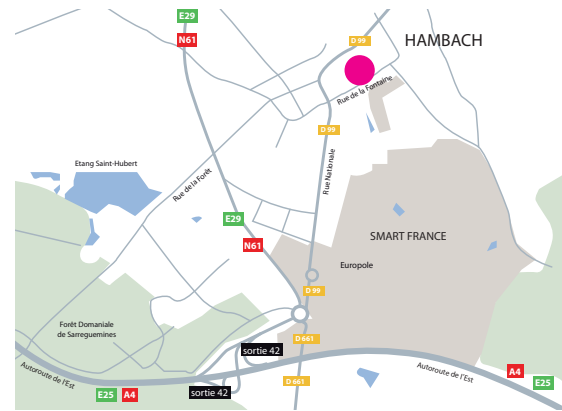 E29
N61
D 99
HAMBACH
Rue de la Fontaine
D 99
Etang Saint-Hubert
Rue de la Forêt
Rue Nationale
E29
N61
SMART FRANCE
Europole
D 99
Forêt Domaniale
de Sarreguemines
D 661
sortie 42
Autoroute de l'Est
E25 A4
sortie 42
D 661
Autoroute de l'Est
A4
E25